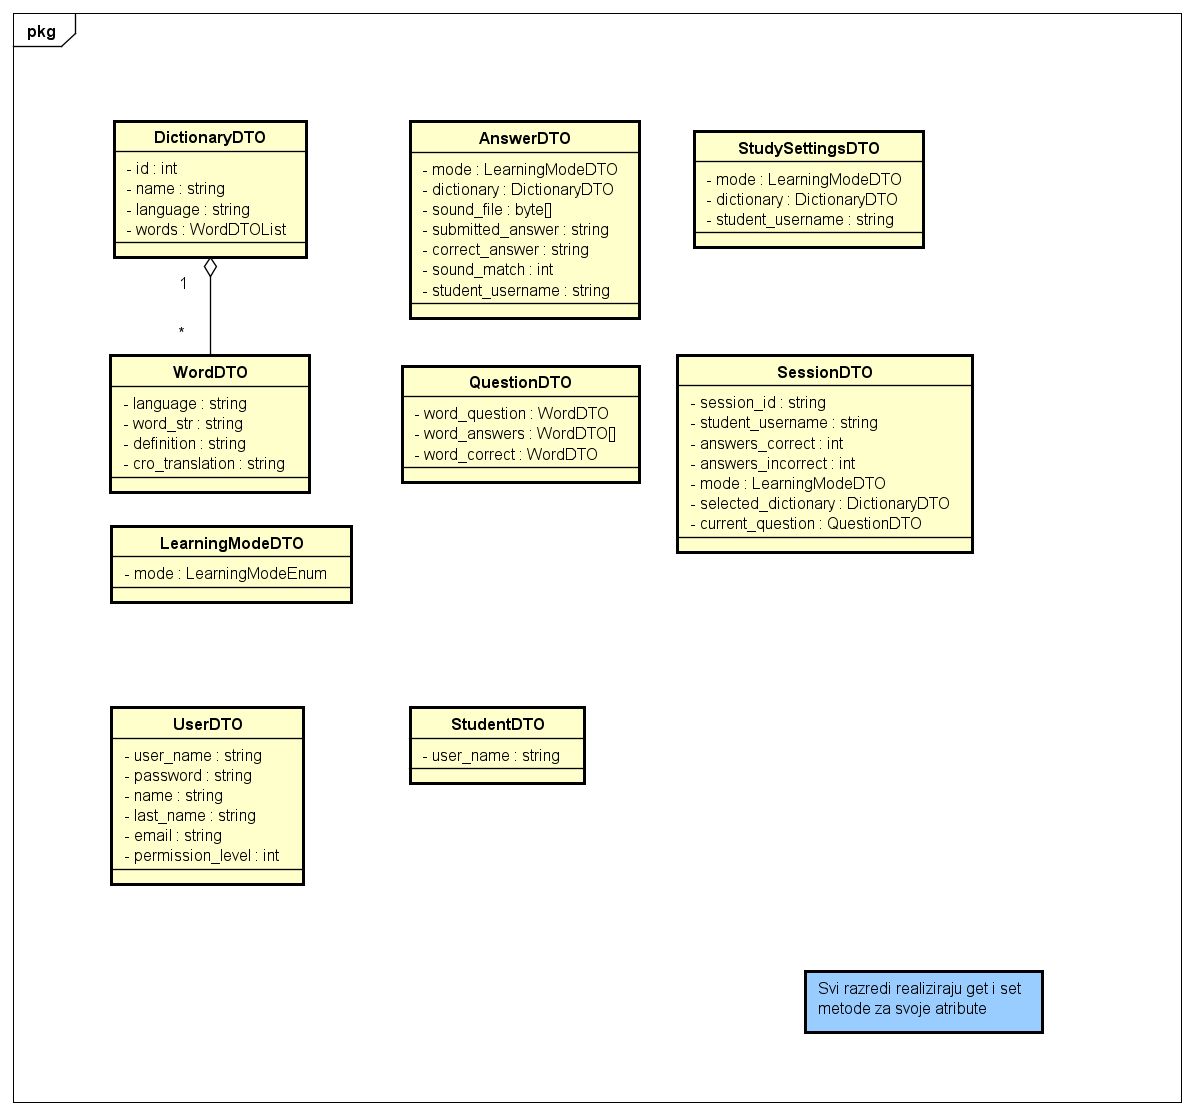 pkg
DictionaryDTO
- id : int
- name : string
- language : string
- words : WordDTOList
1
*
AnswerDTO
- mode : LearningModeDTO
- dictionary : DictionaryDTO
- sound_file : byte[]
- submitted_answer : string
- correct_answer : string
- sound_match : int
- student_username : string
StudySettingsDTO
- mode : LearningModeDTO
- dictionary : DictionaryDTO
- student_username : string
WordDTO
- language : string
- word_str : string
- definition : string
- cro_translation : string
QuestionDTO
- word_question : WordDTO
- word_answers : WordDTO[]
- word_correct : WordDTO
SessionDTO
- session_id : string
- student_username : string
- answers_correct : int
- answers_incorrect : int
- mode : LearningModeDTO
- selected_dictionary : DictionaryDTO
- current_question : QuestionDTO
LearningModeDTO
- mode : LearningModeEnum
UserDTO
- user_name : string
- password : string
- name : string
- last_name : string
- email : string
- permission_level : int
StudentDTO
- user_name : string
Svi razredi realiziraju get i set
metode za svoje atribute